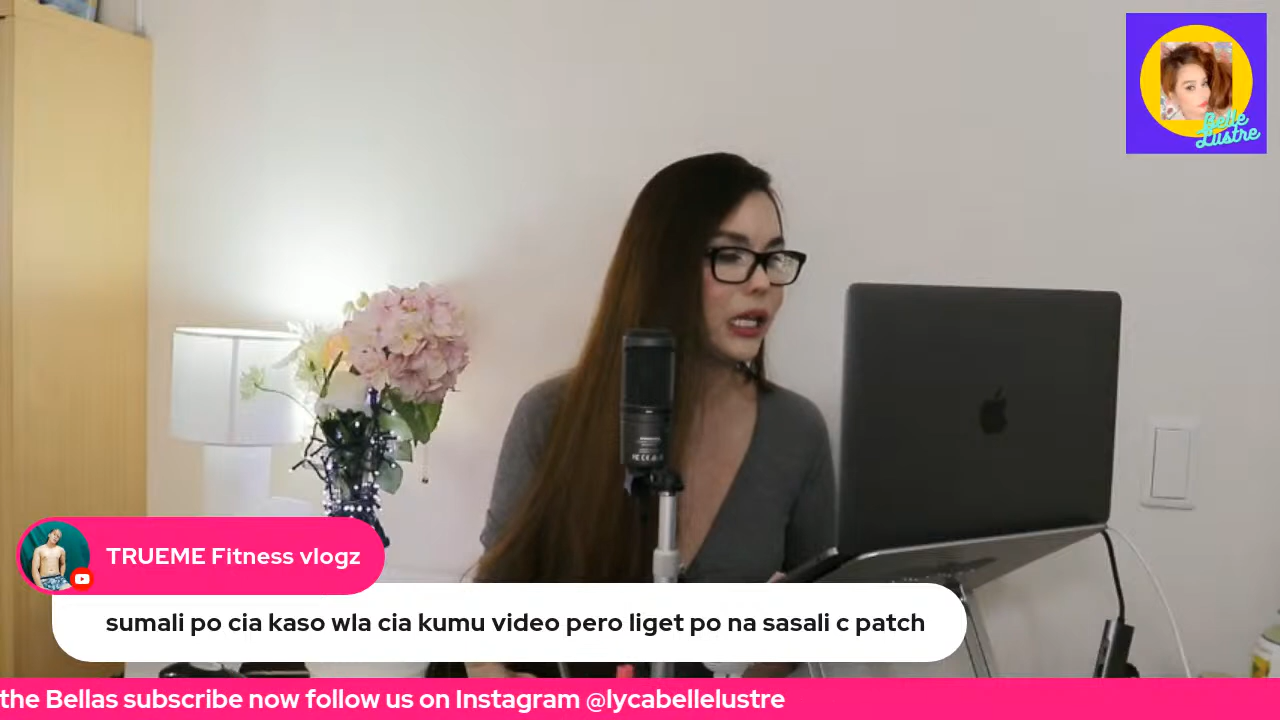 Belle
Lustre
TRUEME Fitness vlogz
sumali po cia kaso wla cia kumu video pero liget po na sasali c patch
the Bellas subscribe now follow us on Instagram @lycabellelustre